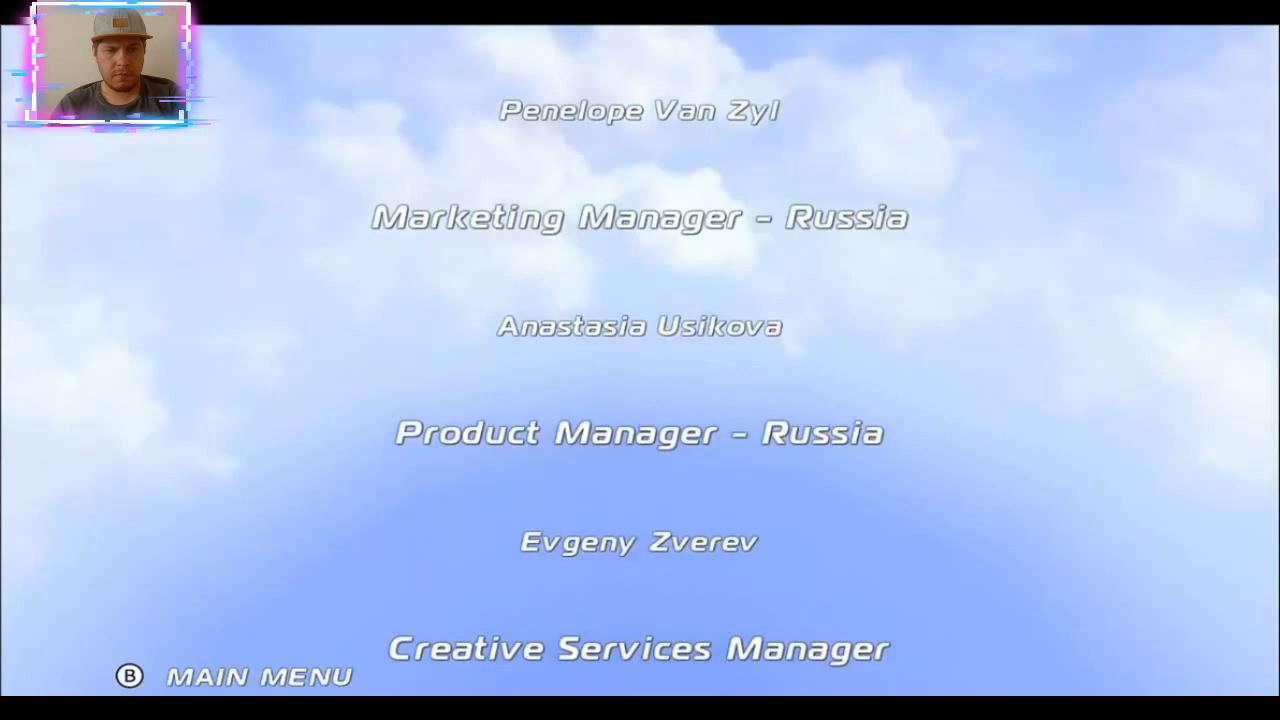 Penelope Van Zyl
Marketing Manager - Russia
Anastasia Usikova
Product Manager - Russia
Evgeny Zverev
Creative Services Manager
B MAIN MENU